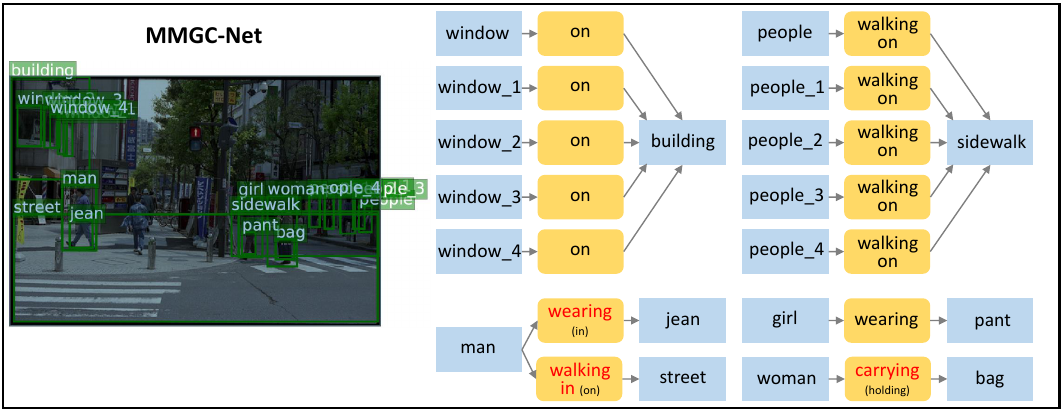 MMGC-Net
building
window_3
window_4
man
girl woman people_4
street
sidewalk
jean
people
pant
bag
window on
window_1 on
window_2 on building
window_3 on
window_4 on
people walking on
people_1 walking on
people_2 walking on sidewalk
people_3 walking on
people_4 walking on
man
wearing (in) jean
walking in (on) street
girl wearing pant
woman carrying (holding) bag